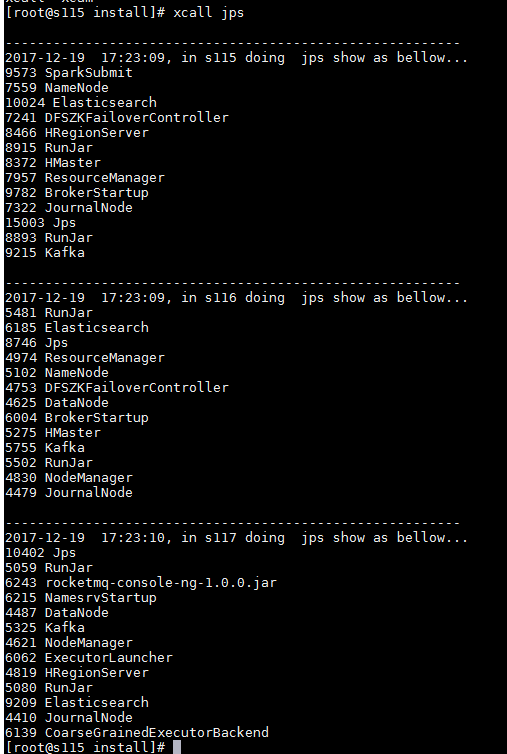 [root@s115 install]# xcall jps
---------------------------------------------------------
2017-12-19  17:23:09, in s115 doing  jps show as bellow...
9573 SparkSubmit
7559 NameNode
10024 Elasticsearch
7241 DFSZKFailoverController
8466 HRegionServer
8915 RunJar
8372 HMaster
7957 ResourceManager
9782 BrokerStartup
7322 JournalNode
15003 Jps
8893 RunJar
9215 Kafka
---------------------------------------------------------
2017-12-19  17:23:09, in s116 doing  jps show as bellow...
5481 RunJar
6185 Elasticsearch
8746 Jps
4974 ResourceManager
5102 NameNode
4753 DFSZKFailoverController
4625 DataNode
6004 BrokerStartup
5275 HMaster
5755 Kafka
5502 RunJar
4830 NodeManager
4479 JournalNode
---------------------------------------------------------
2017-12-19  17:23:10, in s117 doing  jps show as bellow...
10402 Jps
5059 RunJar
6243 rocketmq-console-ng-1.0.0.jar
6215 NamesrvStartup
4487 DataNode
5325 Kafka
4621 NodeManager
6062 ExecutorLauncher
4819 HRegionServer
5080 RunJar
9209 Elasticsearch
4410 JournalNode
6139 CoarseGrainedExecutorBackend
[root@s115 install]#